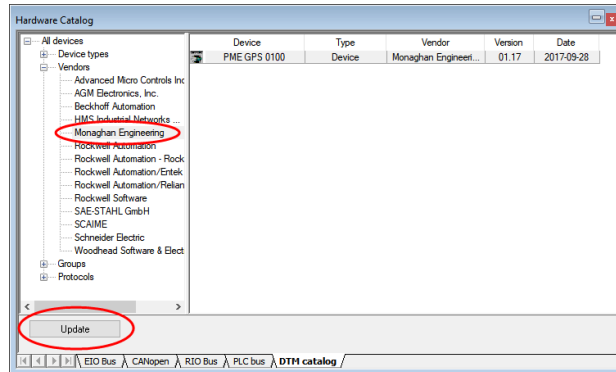 Hardware Catalog
All devices
Device types
Vendors
Advanced Micro Controls Inc
AGM Electronics, Inc.
Beckhoff Automation
HMS Industrial Networks ...
Monaghan Engineering
Rockwell Automation
Rockwell Automation - Rock
Rockwell Automation/Entek
Rockwell Automation/Relian
Rockwell Software
SAE-STAHL GmbH
SCAIME
Schneider Electric
Woodhead Software & Elect
Groups
Protocols
Device Type Vendor Version Date
PME GPS 0100 Device Monaghan Engineeri... 01.17 2017-09-28
Update
EIO Bus CANopen RIO Bus PLC bus DTM catalog